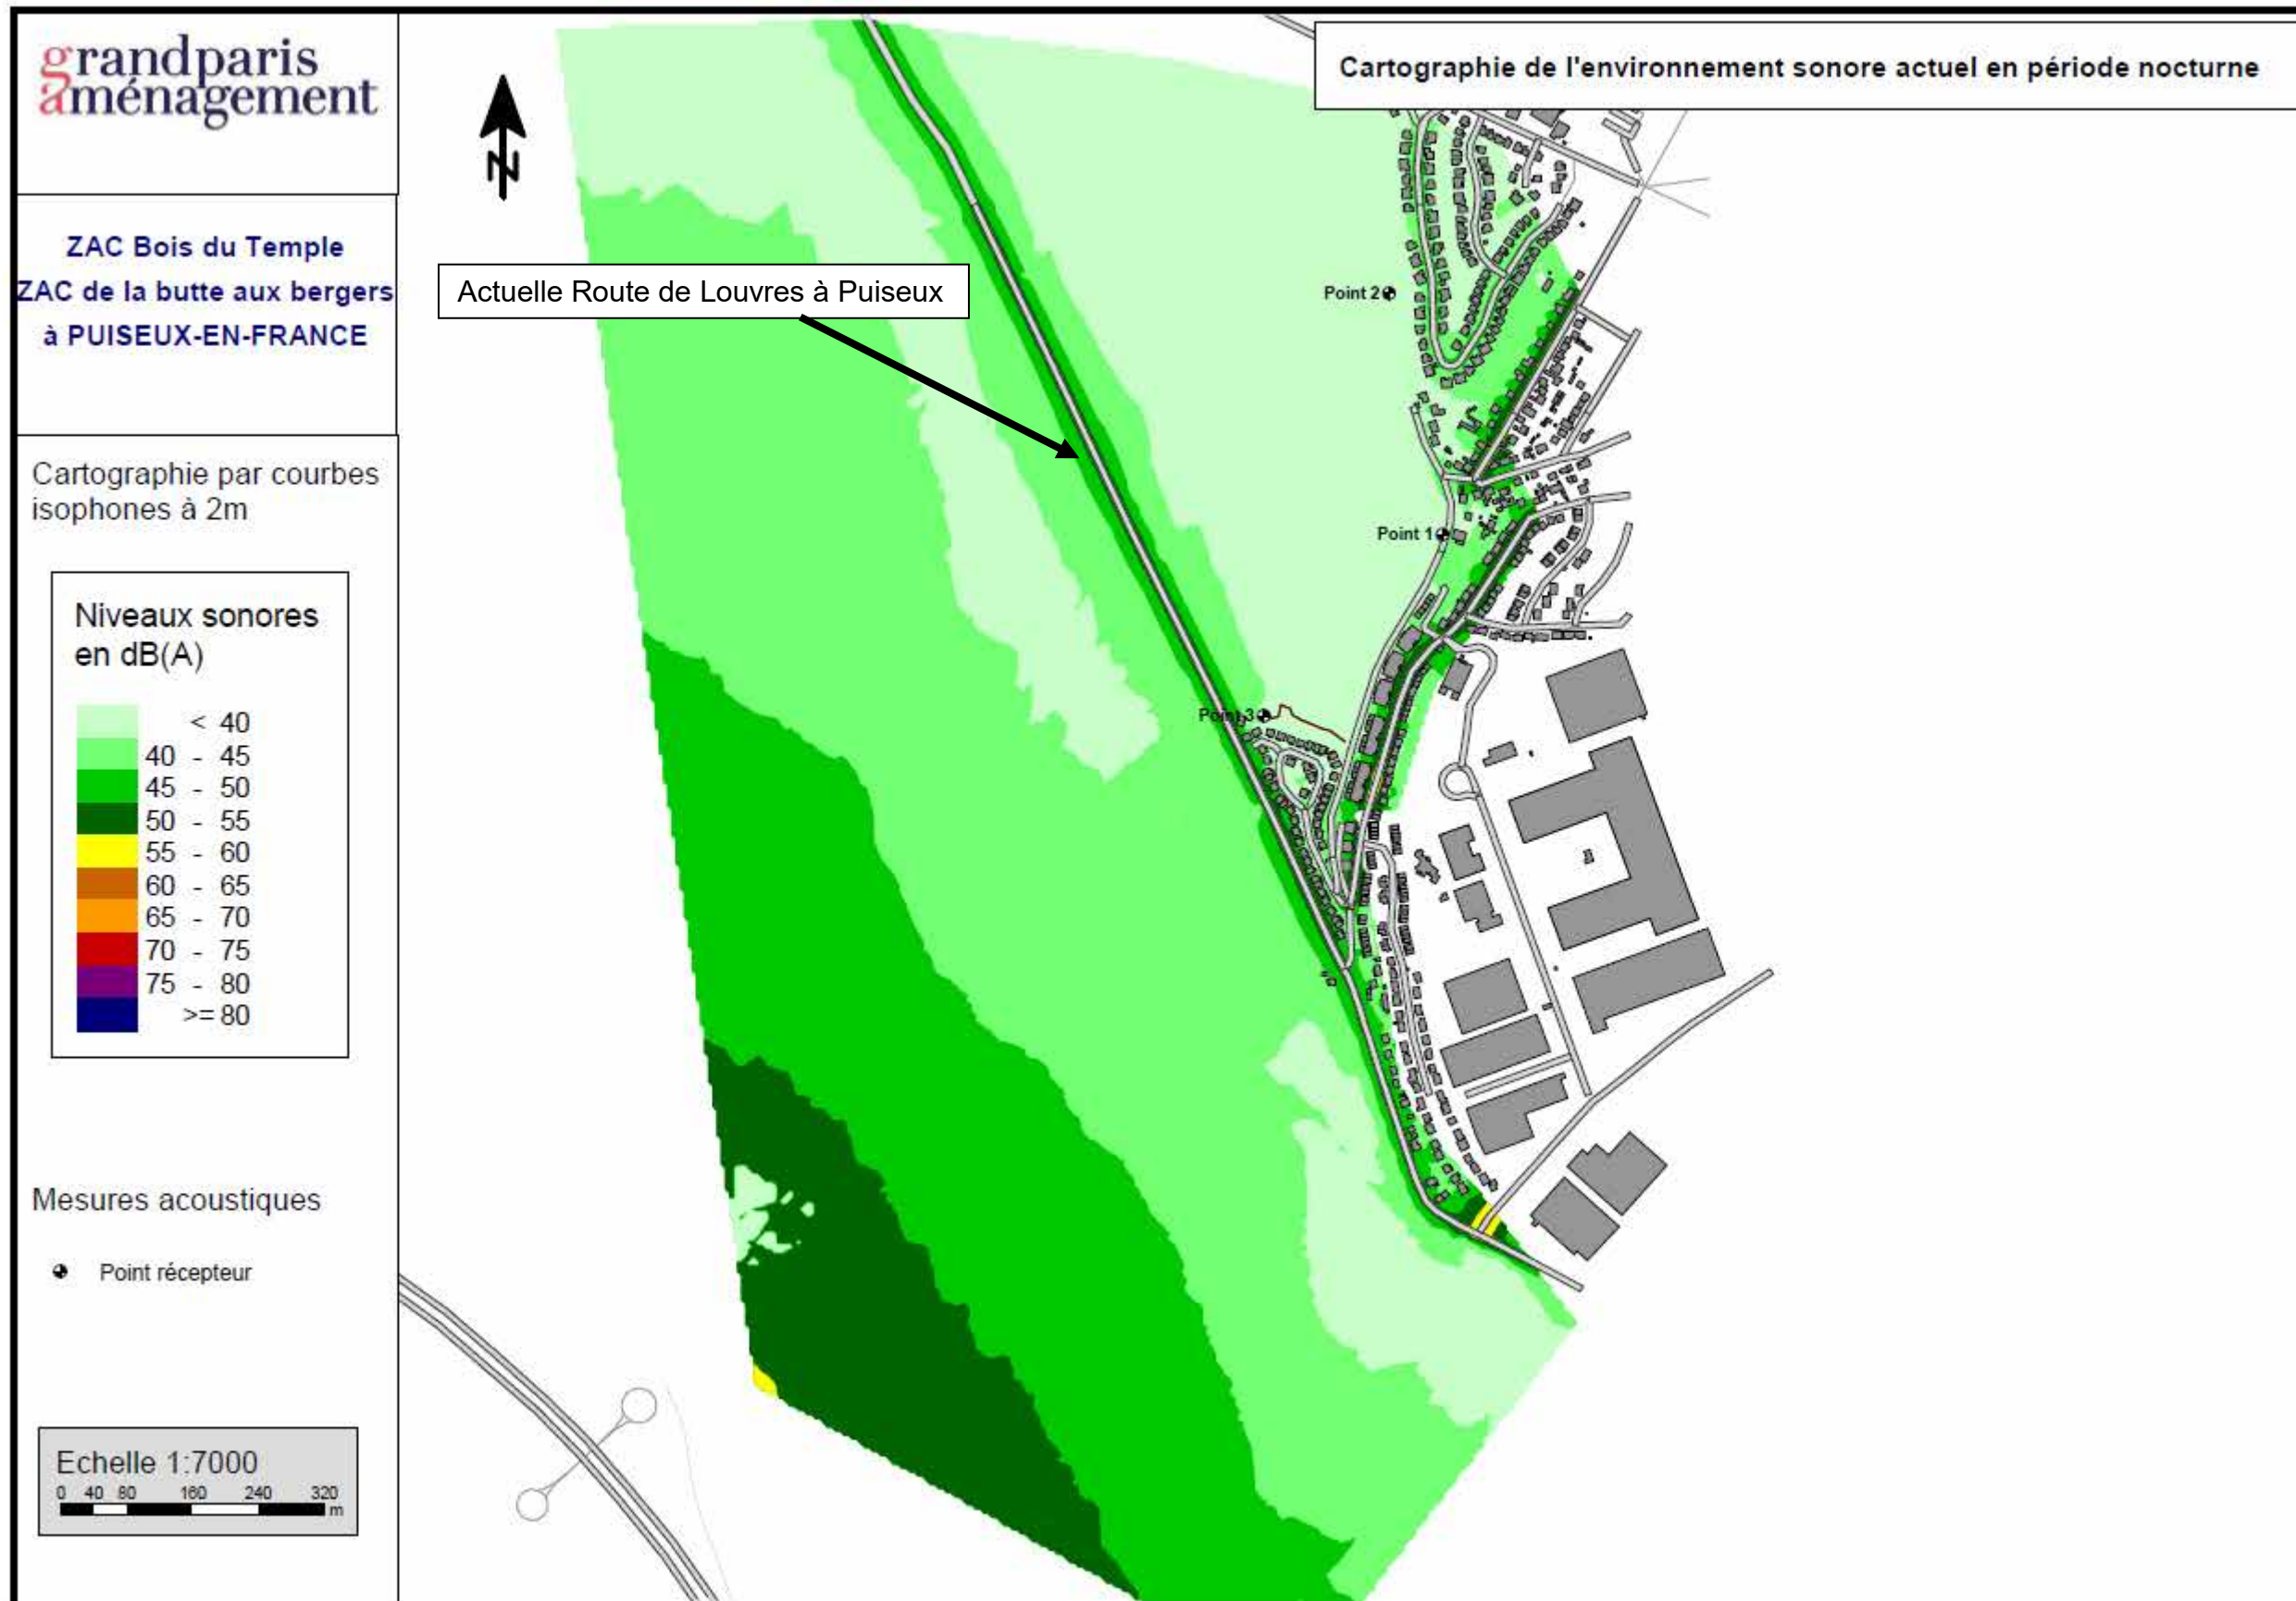 grandparis
aménagement
Cartographie de l'environnement sonore actuel en période nocturne
N
ZAC Bois du Temple
ZAC de la butte aux bergers
à PUISEUX-EN-FRANCE
Actuelle Route de Louvres à Puiseux
Point 2
Point 1
Point 3
Cartographie par courbes
isophones à 2m
Niveaux sonores
en dB(A)
< 40
40 - 45
45 - 50
50 - 55
55 - 60
60 - 65
65 - 70
70 - 75
75 - 80
>= 80
Mesures acoustiques
Point récepteur
Echelle 1:7000
0 40 80 160 240 320
m